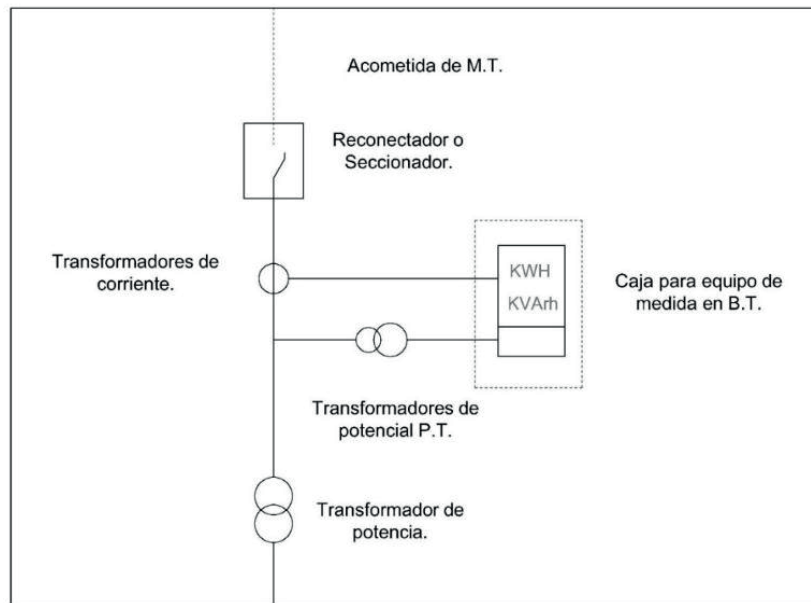 Acometida de M.T.
Reconectador o
Seccionador.
Transformadores de
corriente.
KWH
KVArh
Caja para equipo de
medida en B.T.
Transformadores de
potencial P.T.
Transformador de
potencia.